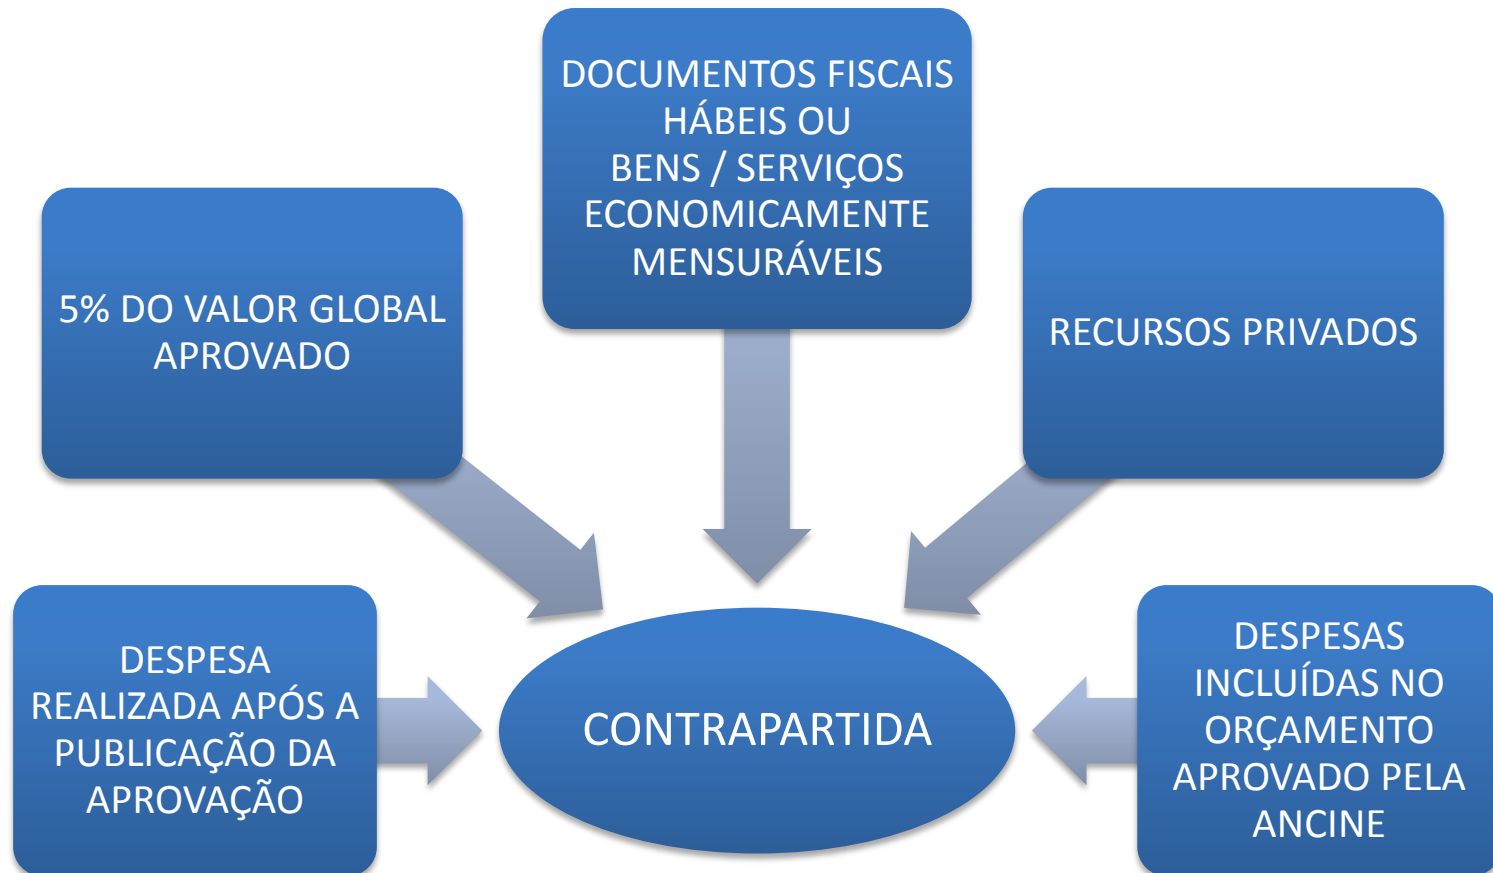 DOCUMENTOS FISCAIS
HÁBEIS OU
BENS / SERVIÇOS
ECONOMICAMENTE
MENSURÁVEIS
5% DO VALOR GLOBAL
APROVADO
RECURSOS PRIVADOS
DESPESA
REALIZADA APÓS A
PUBLICAÇÃO DA
APROVAÇÃO
CONTRAPARTIDA
DESPESAS
INCLUÍDAS NO
ORÇAMENTO
APROVADO PELA
ANCINE